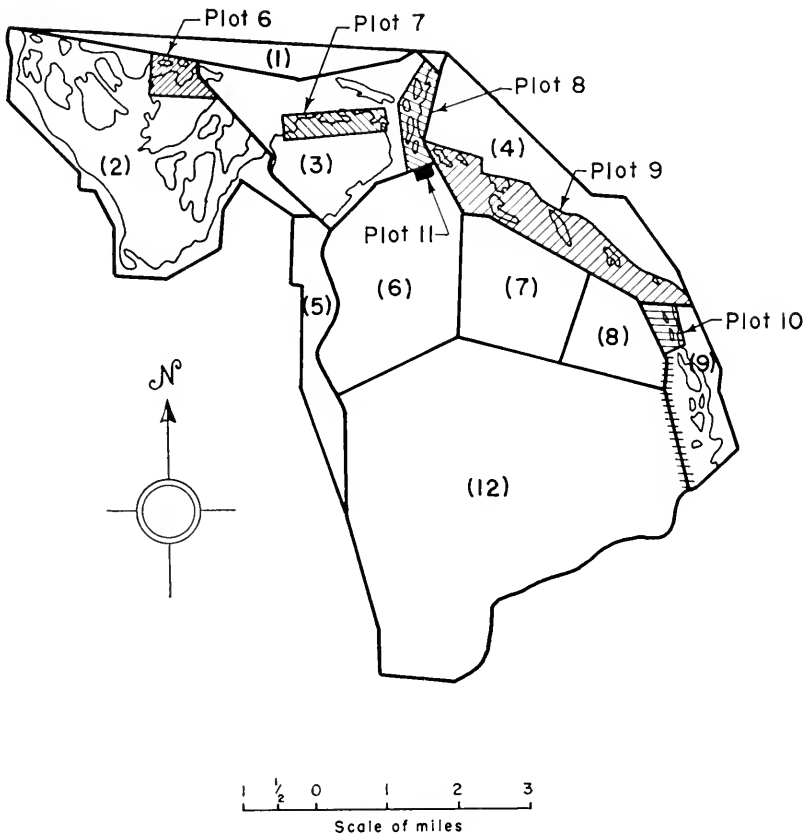 Plot 6
Plot 7
(1)
Plot 8
(2)
(3)
(4)
Plot 9
Plot 11
(5)
(6)
(7)
(8)
Plot 10
(9)
N
(12)
1 ½ 0 1 2 3
Scale of miles